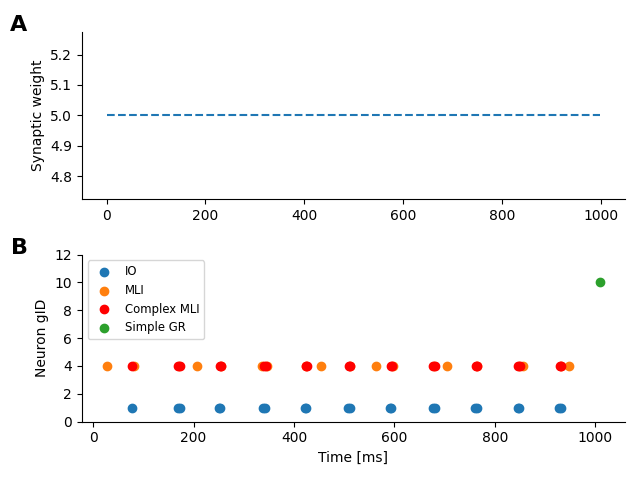 A
Synaptic weight
5.2
5.1
5.0
4.9
4.8
0 200 400 600 800 1000
B
Neuron gID
12
10
8
6
4
2
0
IO
MLI
Complex MLI
Simple GR
0 200 400 600 800 1000
Time [ms]